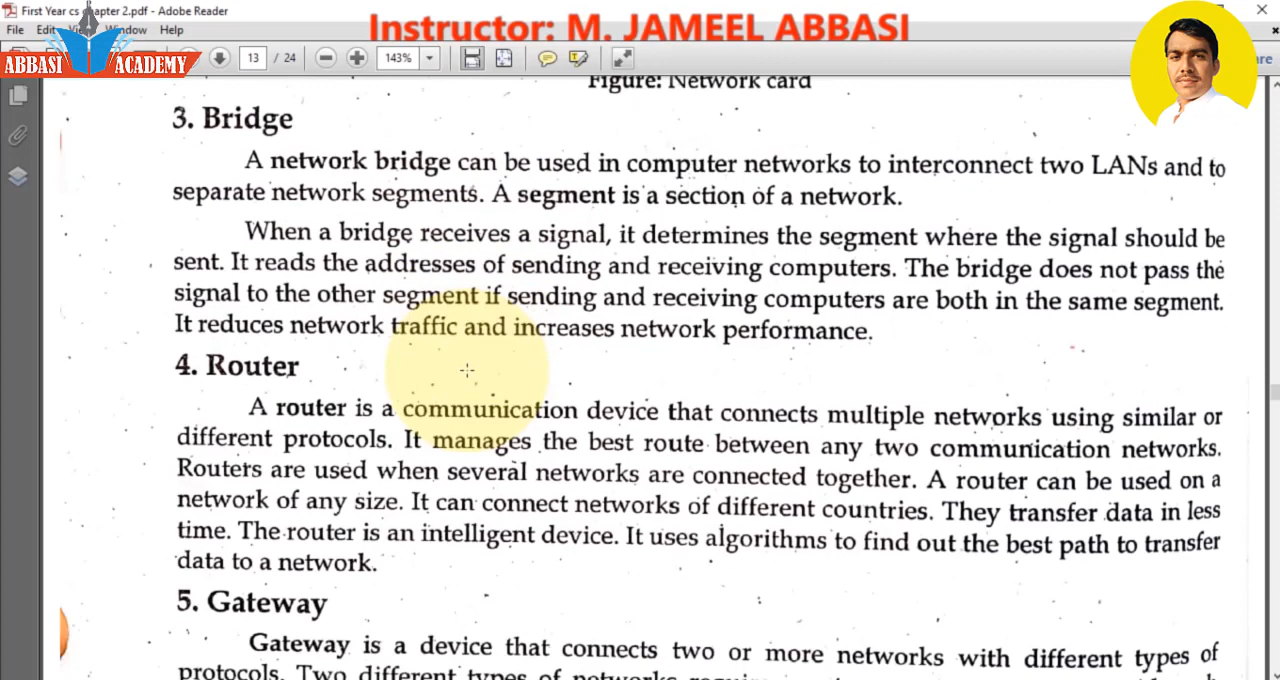 First Year cs chapter 2.pdf - Adobe Reader
Instructor: M. JAMEEL ABBASI
File Edit View Window Help
ABBASI ACADEMY
13 / 24
143%
Figure: Network card
3. Bridge
A network bridge can be used in computer networks to interconnect two LANs and to
separate network segments. A segment is a section of a network.
When a bridge receives a signal, it determines the segment where the signal should be
sent. It reads the addresses of sending and receiving computers. The bridge does not pass the
signal to the other segment if sending and receiving computers are both in the same segment.
It reduces network traffic and increases network performance.
4. Router
A router is a communication device that connects multiple networks using similar or
different protocols. It manages the best route between any two communication networks.
Routers are used when several networks are connected together. A router can be used on a
network of any size. It can connect networks of different countries. They transfer data in less
time. The router is an intelligent device. It uses algorithms to find out the best path to transfer
data to a network.
5. Gateway
Gateway is a device that connects two or more networks with different types of
protocols. Two different types of networks